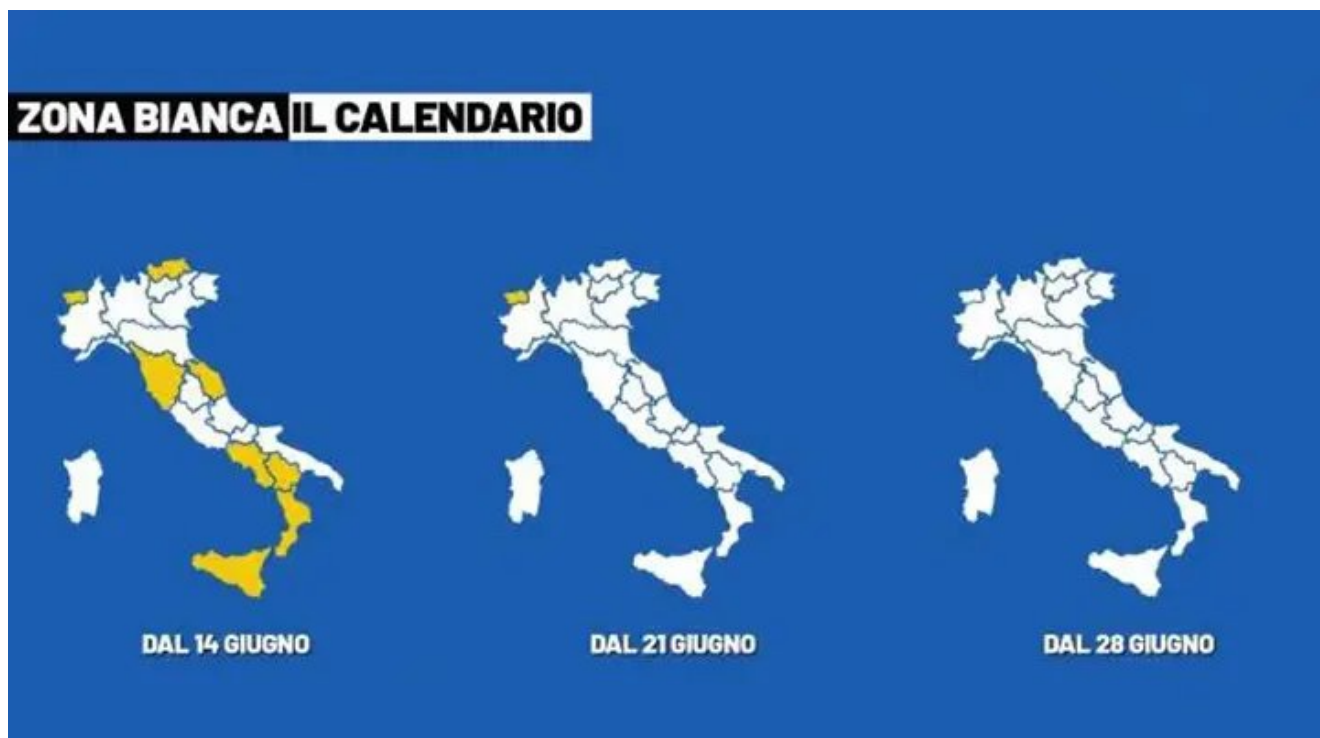 ZONA BIANCA IL CALENDARIO
DAL 14 GIUGNO
DAL 21 GIUGNO
DAL 28 GIUGNO